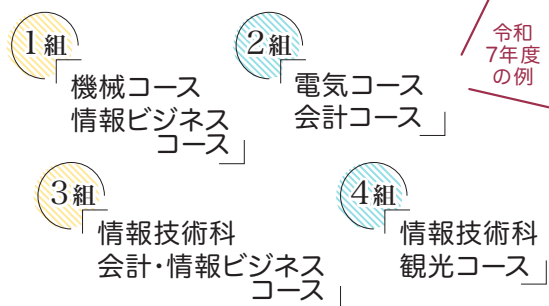 1組
機械コース
情報ビジネス
コース
2組
電気コース
会計コース
令和
7年度
の例
3組
情報技術科
会計・情報ビジネス
コース
4組
情報技術科
観光コース